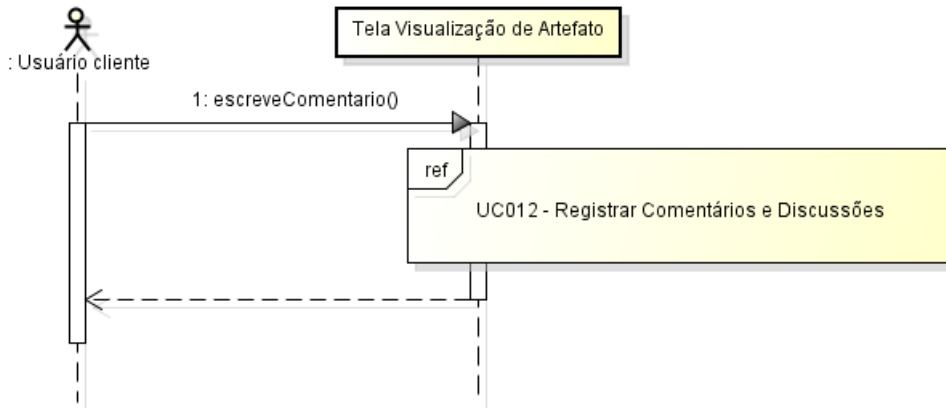 Tela Visualização de Artefato
: Usuário cliente
1: escreveComentario()
ref
UC012 - Registrar Comentários e Discussões